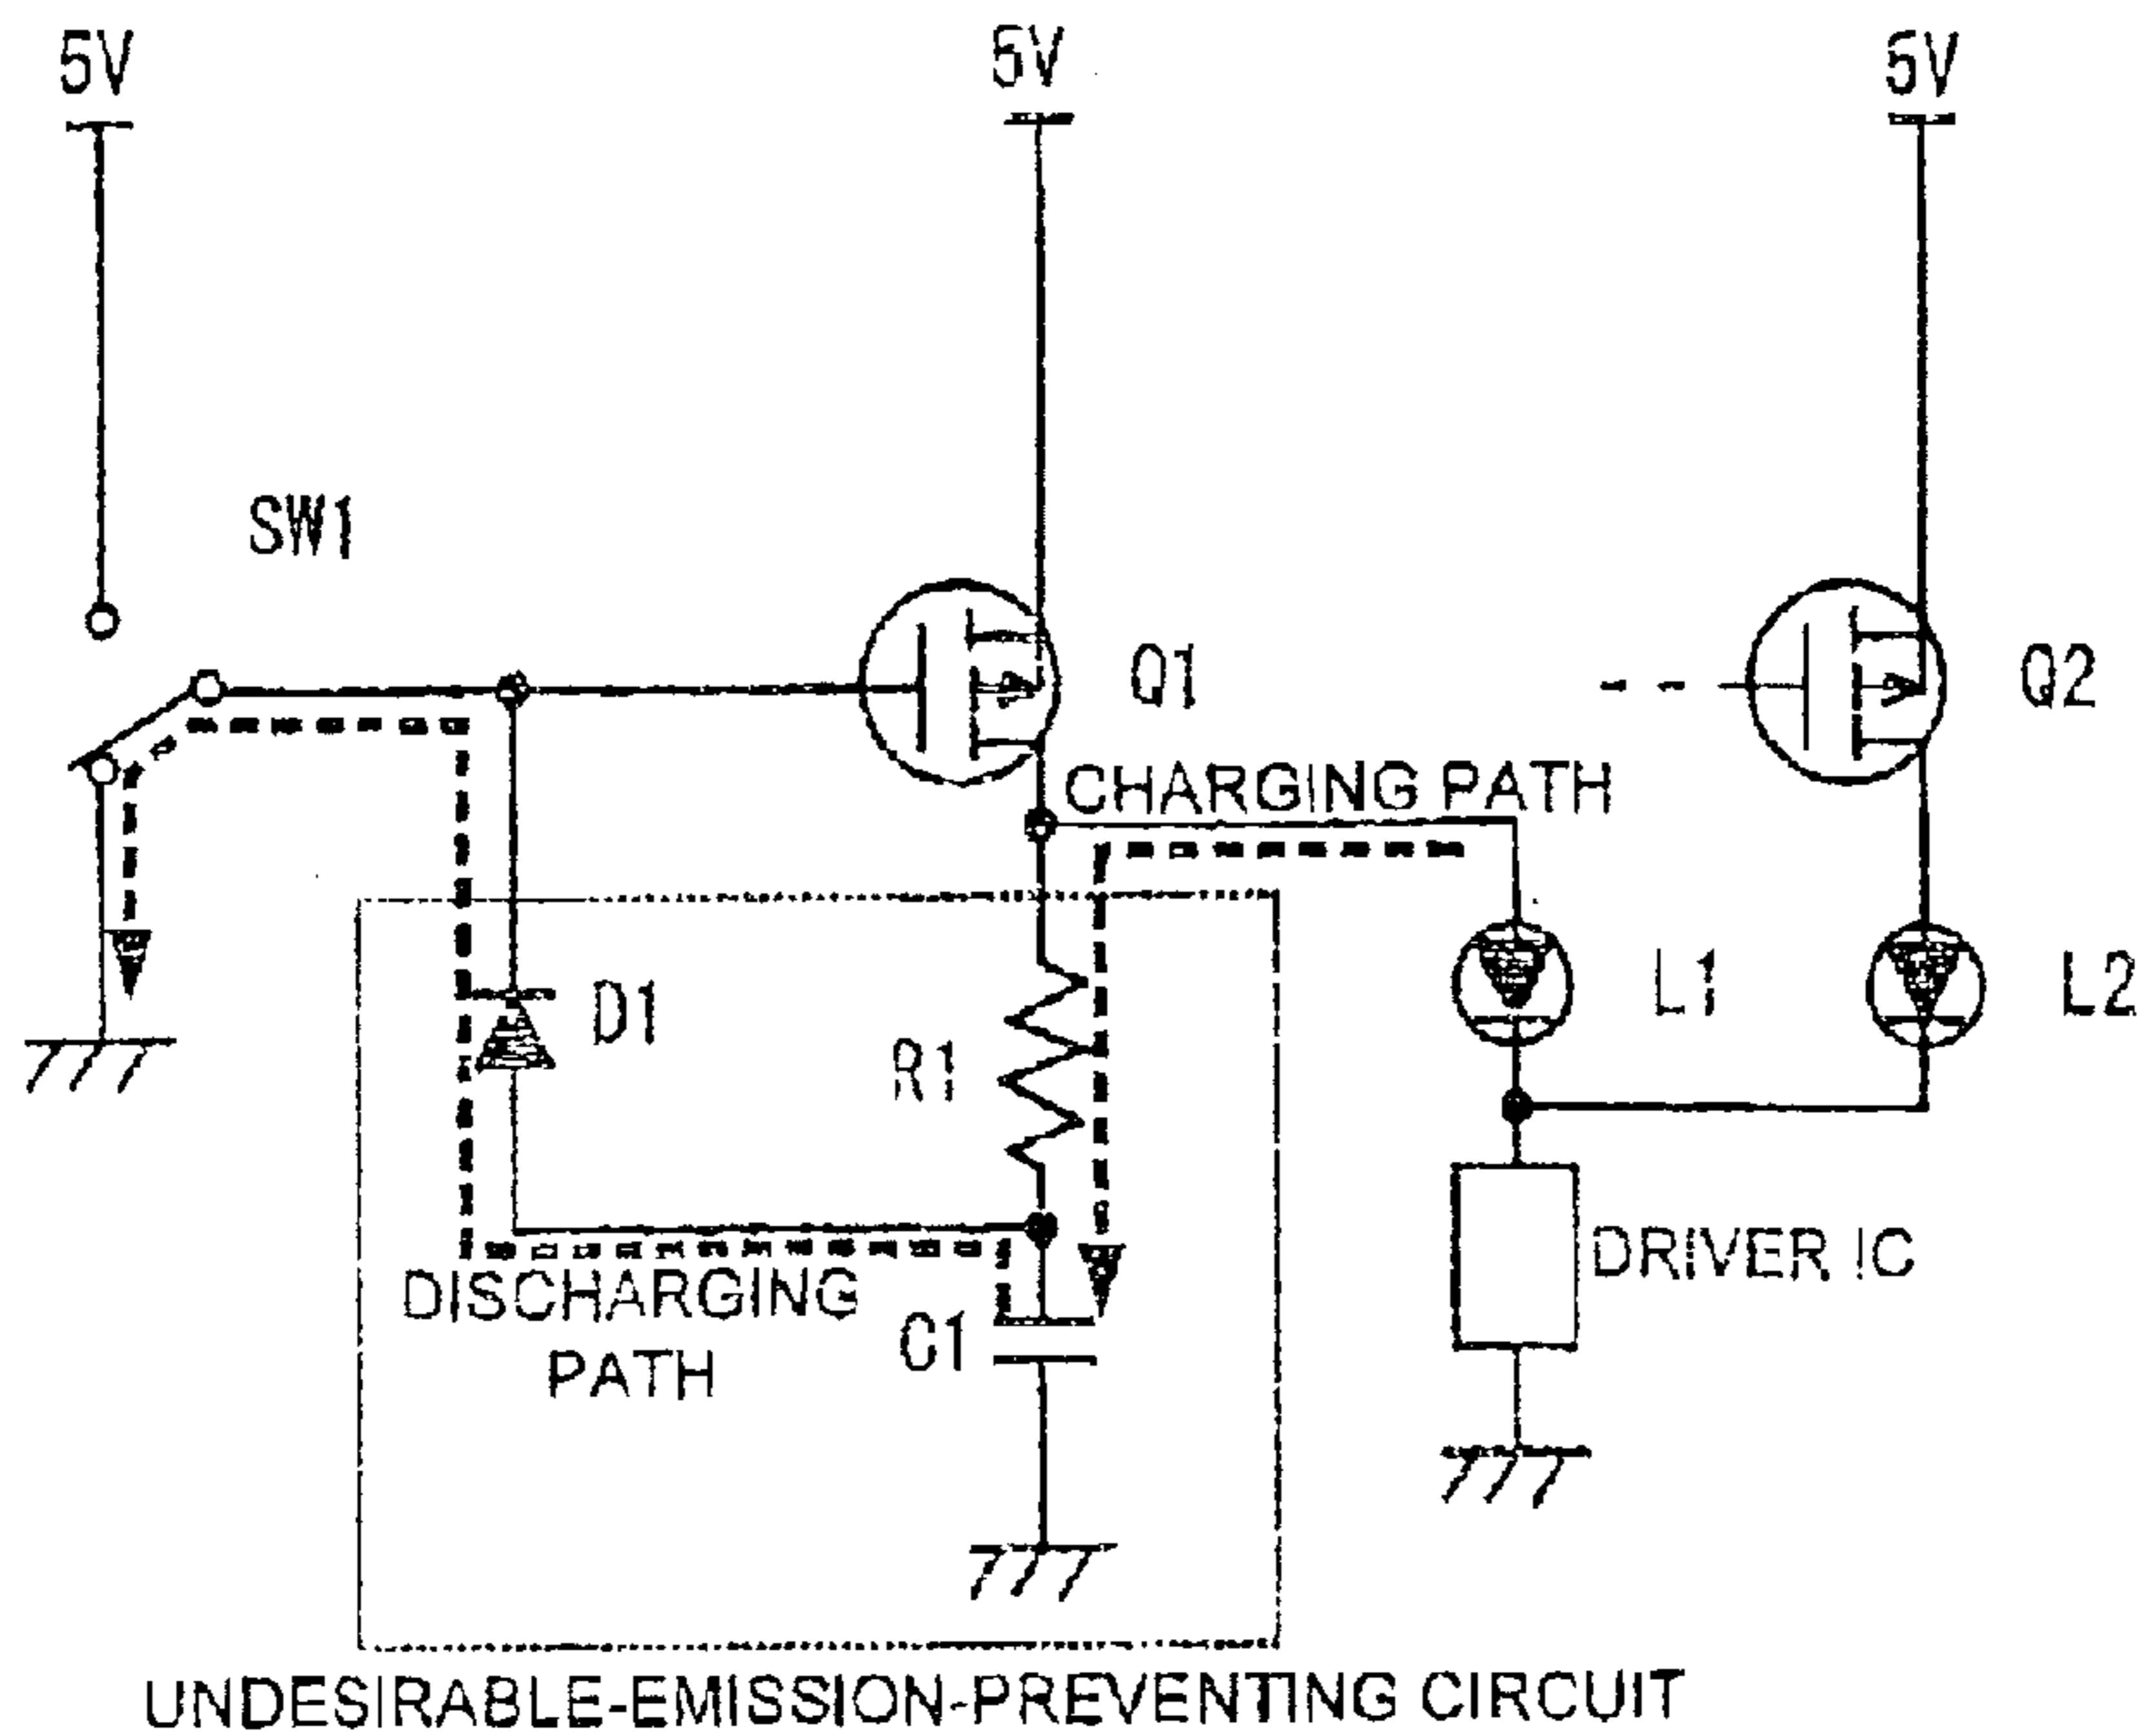 5V
5V
5V
SW1
Q1
Q2
CHARGING PATH
D1
R1
L1
L2
DISCHARGING
PATH
C1
DRIVER IC
UNDESIRABLE-EMISSION-PREVENTING CIRCUIT